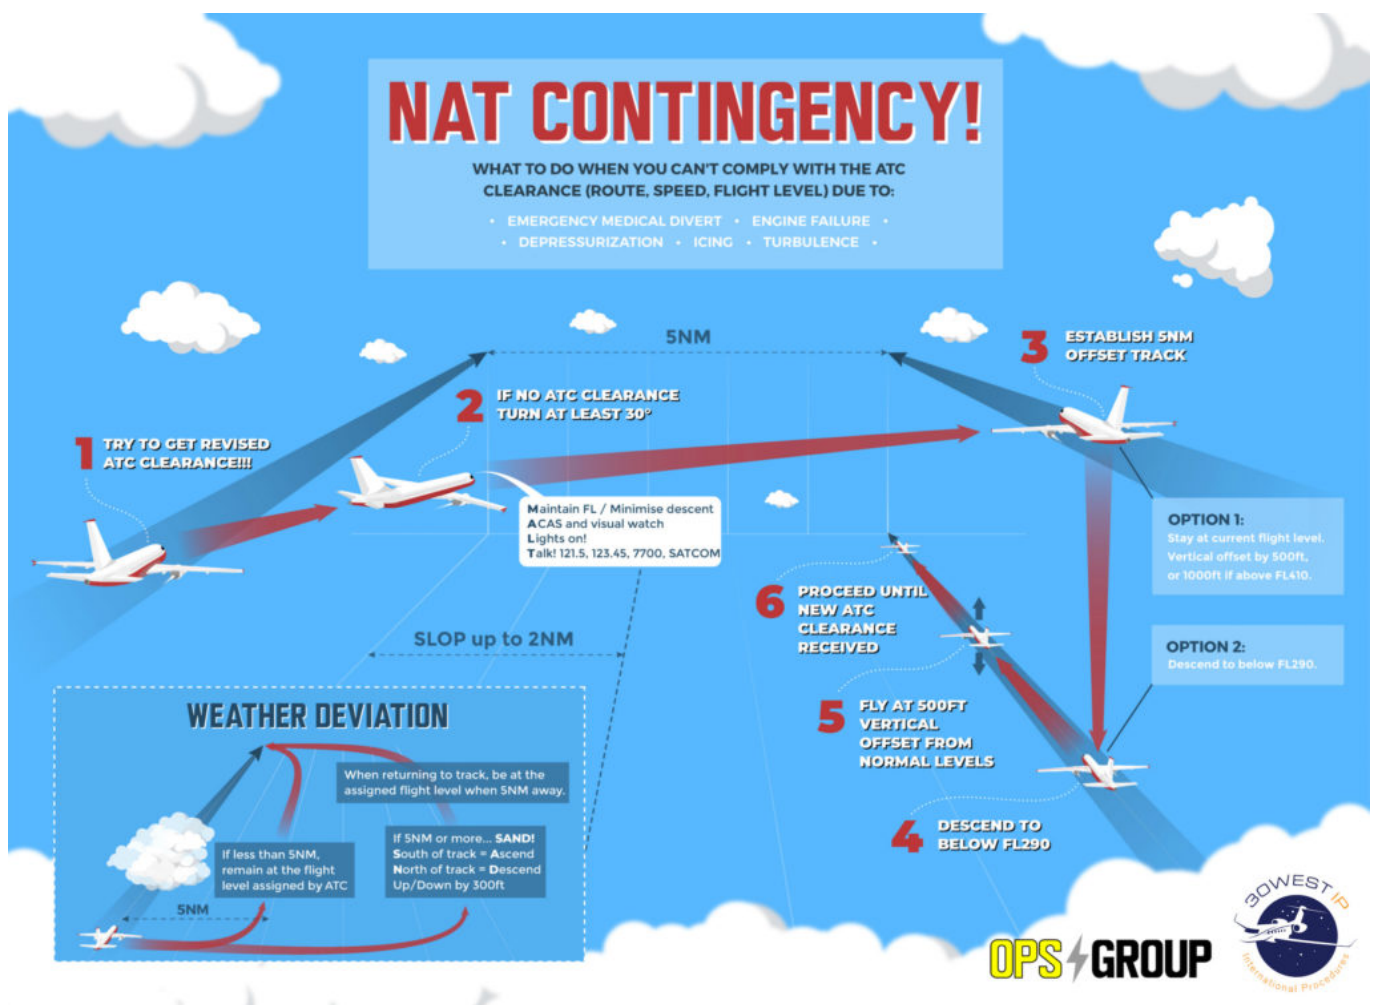 NAT CONTINGENCY!
WHAT TO DO WHEN YOU CAN'T COMPLY WITH THE ATC
CLEARANCE (ROUTE, SPEED, FLIGHT LEVEL) DUE TO:
• EMERGENCY MEDICAL DIVERT • ENGINE FAILURE •
• DEPRESSURIZATION • ICING • TURBULENCE •
5NM
1 TRY TO GET REVISED
ATC CLEARANCE!!!
2 IF NO ATC CLEARANCE
TURN AT LEAST 30°
3 ESTABLISH 5NM
OFFSET TRACK
Maintain FL / Minimise descent
ACAS and visual watch
Lights on!
Talk! 121.5, 123.45, 7700, SATCOM
OPTION 1:
Stay at current flight level.
Vertical offset by 500ft,
or 1000ft if above FL410.
OPTION 2:
Descend to below FL290.
4 DESCEND TO
BELOW FL290
5 FLY AT 500FT
VERTICAL
OFFSET FROM
NORMAL LEVELS
6 PROCEED UNTIL
NEW ATC
CLEARANCE
RECEIVED
SLOP up to 2NM
WEATHER DEVIATION
When returning to track, be at the
assigned flight level when 5NM away.
If less than 5NM,
remain at the flight
level assigned by ATC
If 5NM or more... SAND!
South of track = Ascend
North of track = Descend
Up/Down by 300ft
5NM
OPS GROUP
30WEST IP
International Procedures